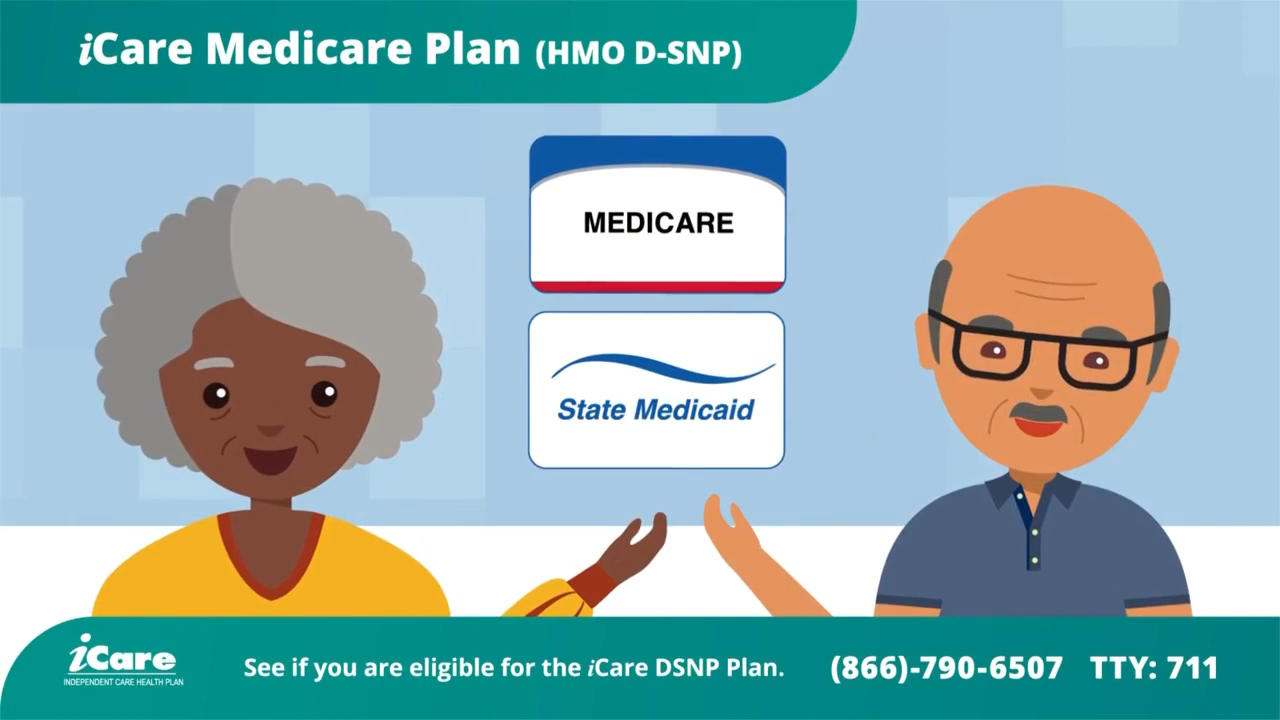 iCare Medicare Plan (HMO D-SNP)
MEDICARE
State Medicaid
iCare
INDEPENDENT CARE HEALTH PLAN
See if you are eligible for the iCare DSNP Plan.
(866)-790-6507 TTY: 711